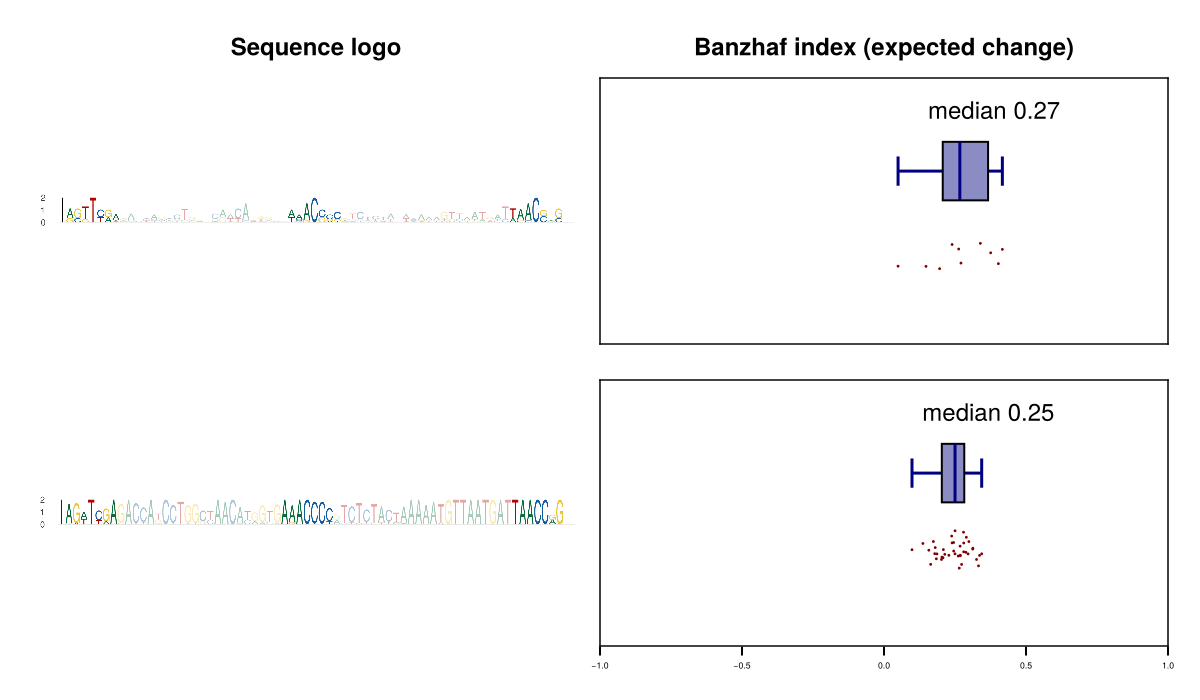 Sequence logo
Banzhaf index (expected change)
median 0.27
2
1
0
median 0.25
2
1
0
−1.0 −0.5 0.0 0.5 1.0